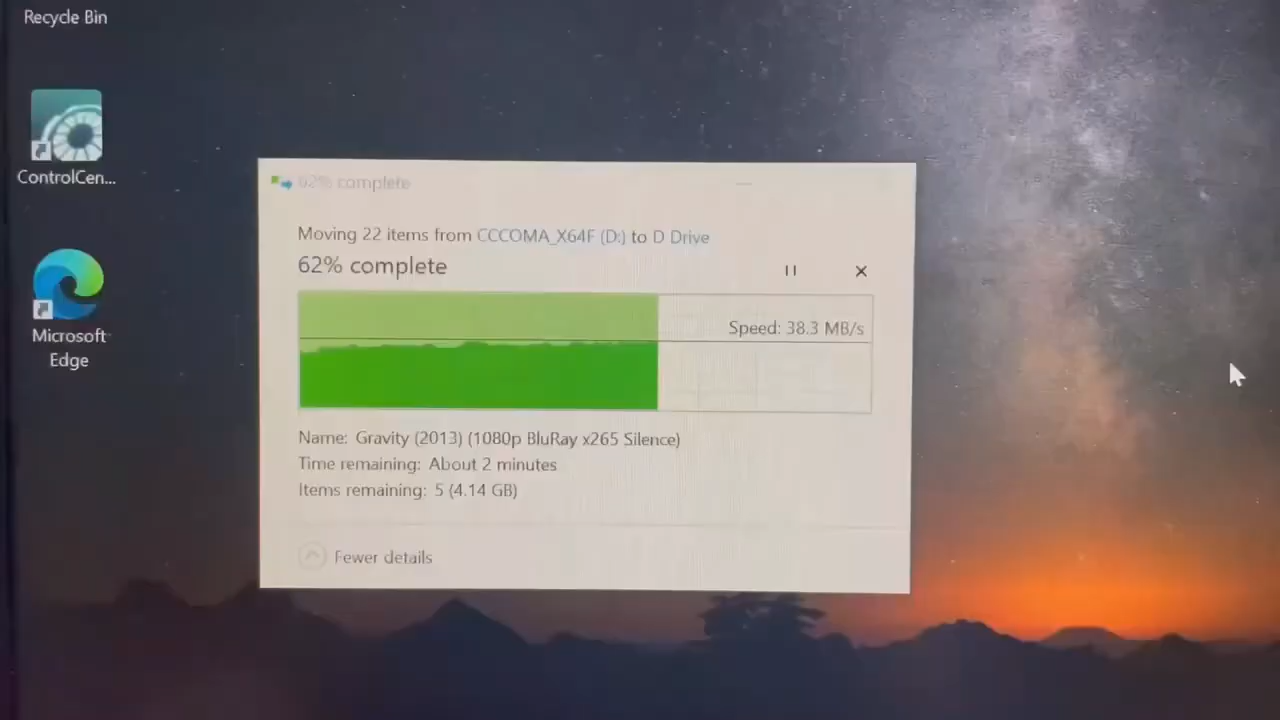 Recycle Bin
ControlCen...
Microsoft
Edge
62% complete
Moving 22 items from CCCOMA_X64F (D:) to D Drive
62% complete
Speed: 38.3 MB/s
Name: Gravity (2013) (1080p BluRay x265 Silence)
Time remaining: About 2 minutes
Items remaining: 5 (4.14 GB)
Fewer details